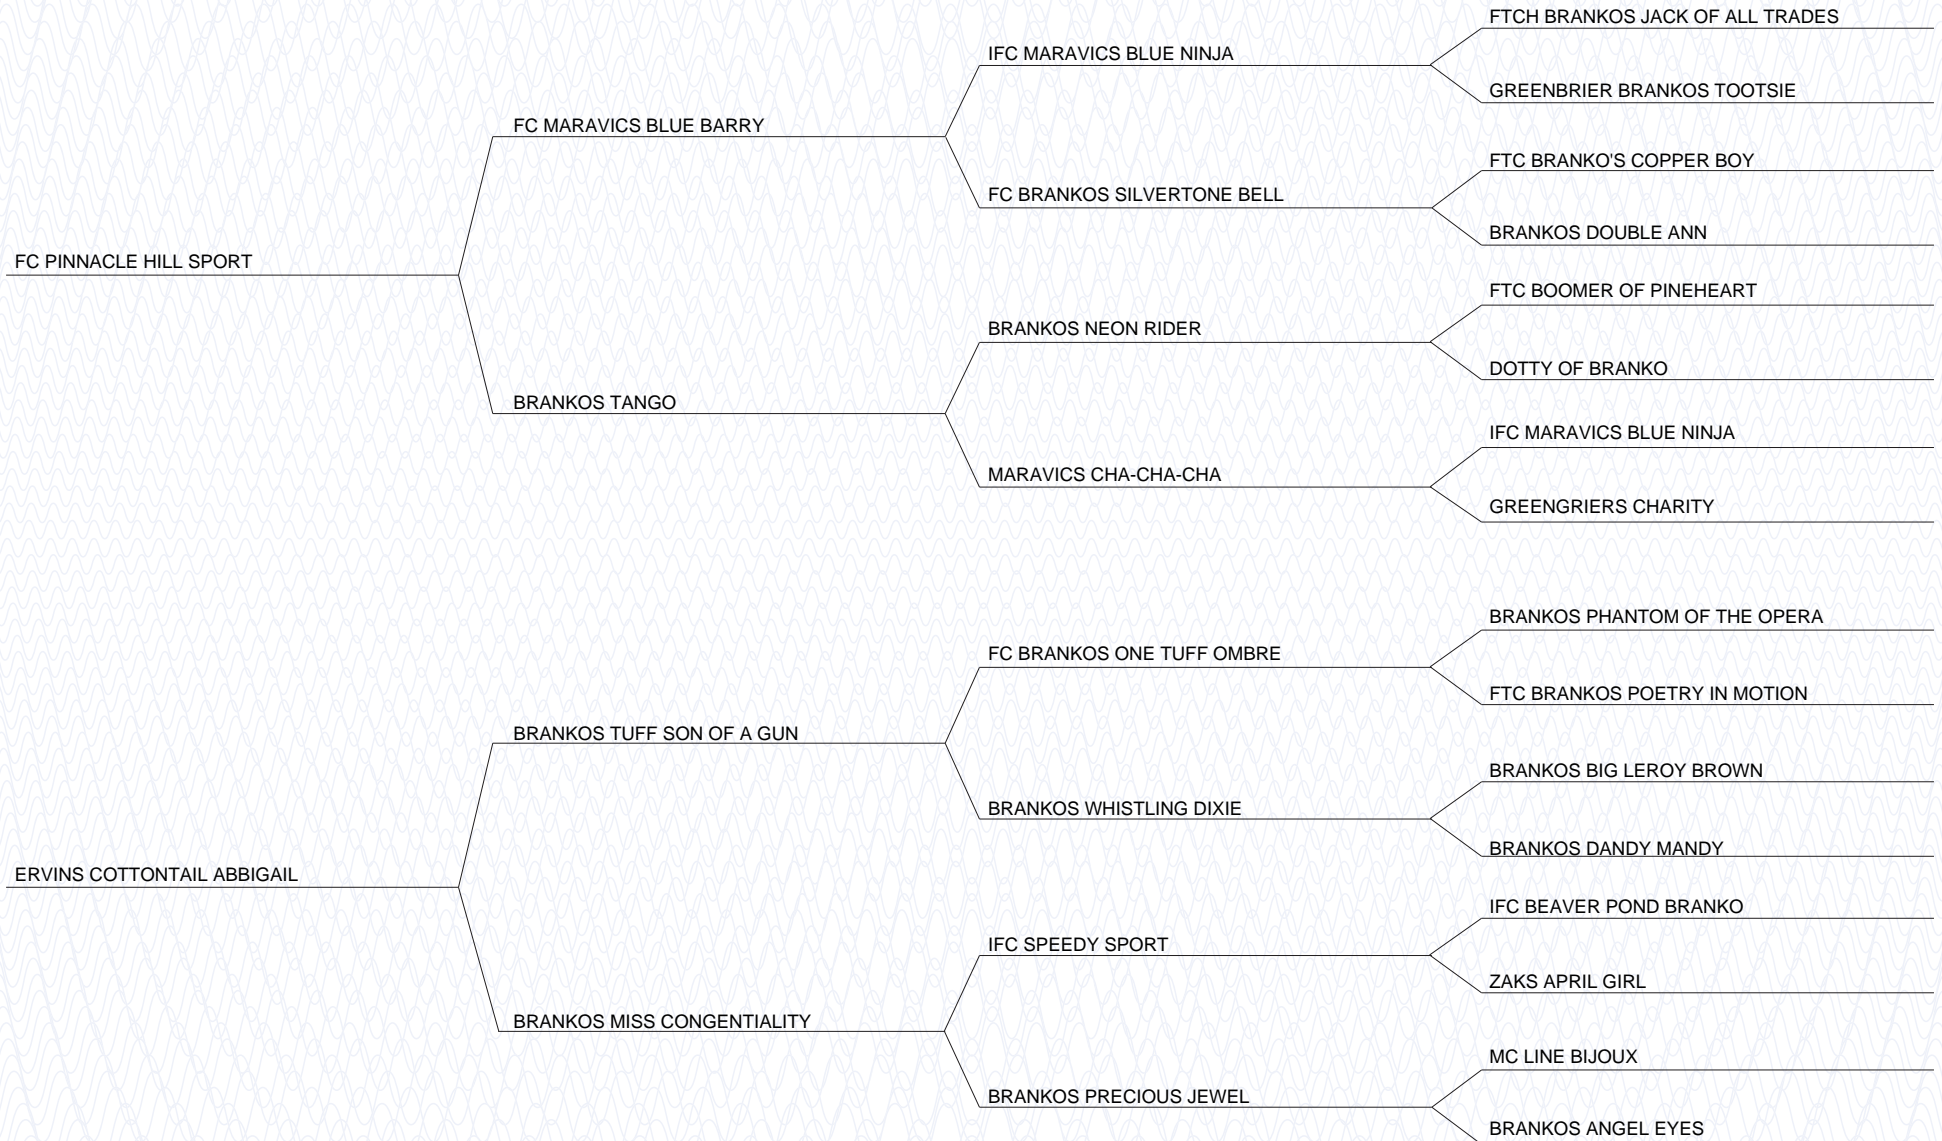 FTCH BRANKOS JACK OF ALL TRADES
IFC MARAVICS BLUE NINJA
GREENBRIER BRANKOS TOOTSIE
FC MARAVICS BLUE BARRY
FTC BRANKO'S COPPER BOY
FC BRANKOS SILVERTONE BELL
BRANKOS DOUBLE ANN
FC PINNACLE HILL SPORT
FTC BOOMER OF PINEHEART
BRANKOS NEON RIDER
DOTTY OF BRANKO
BRANKOS TANGO
IFC MARAVICS BLUE NINJA
MARAVICS CHA-CHA-CHA
GREENGRIERS CHARITY
BRANKOS PHANTOM OF THE OPERA
FC BRANKOS ONE TUFF OMBRE
FTC BRANKOS POETRY IN MOTION
BRANKOS TUFF SON OF A GUN
BRANKOS BIG LEROY BROWN
BRANKOS WHISTLING DIXIE
BRANKOS DANDY MANDY
ERVINS COTTONTAIL ABBIGAIL
IFC BEAVER POND BRANKO
IFC SPEEDY SPORT
ZAKS APRIL GIRL
BRANKOS MISS CONGENTIALITY
MC LINE BIJOUX
BRANKOS PRECIOUS JEWEL
BRANKOS ANGEL EYES